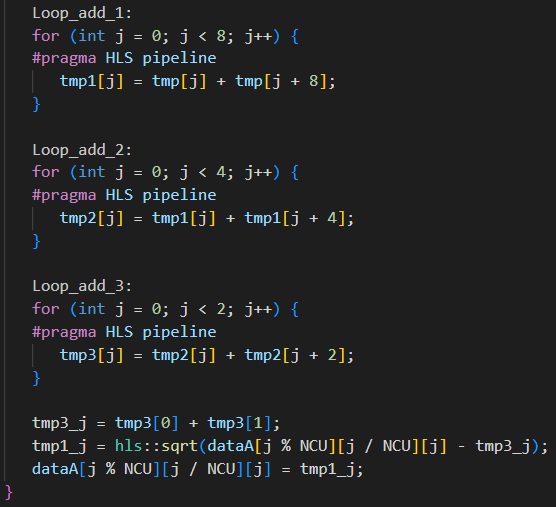 Loop_add_1:
for (int j = 0; j < 8; j++) {
#pragma HLS pipeline
tmp1[j] = tmp[j] + tmp[j + 8];
}
Loop_add_2:
for (int j = 0; j < 4; j++) {
#pragma HLS pipeline
tmp2[j] = tmp1[j] + tmp1[j + 4];
}
Loop_add_3:
for (int j = 0; j < 2; j++) {
#pragma HLS pipeline
tmp3[j] = tmp2[j] + tmp2[j + 2];
}
tmp3_j = tmp3[0] + tmp3[1];
tmp1_j = hls::sqrt(dataA[j % NCU][j / NCU][j] - tmp3_j);
dataA[j % NCU][j / NCU][j] = tmp1_j;
}